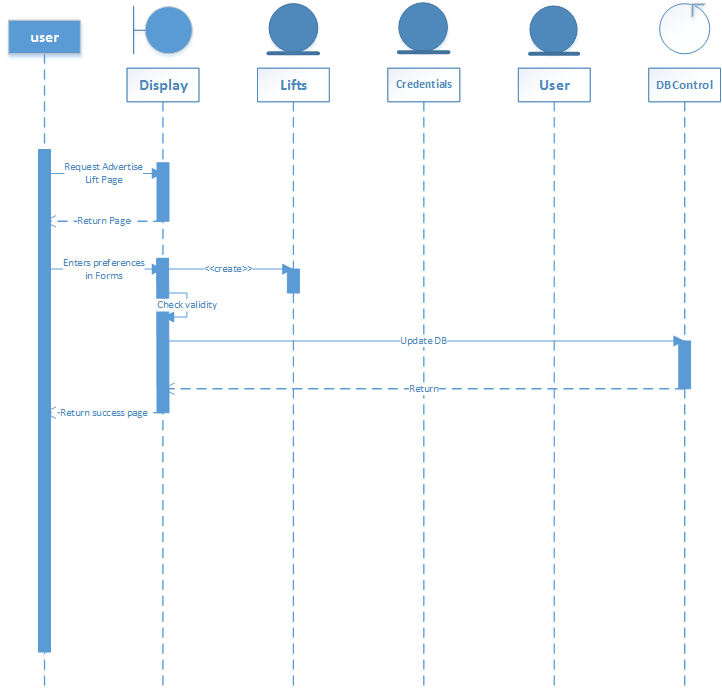 user
Display
Lifts
Credentials
User
DBControl
Request Advertise
Lift Page
Return Page
Enters preferences
in Forms
<<create>>
Check validity
Update DB
Return
Return success page